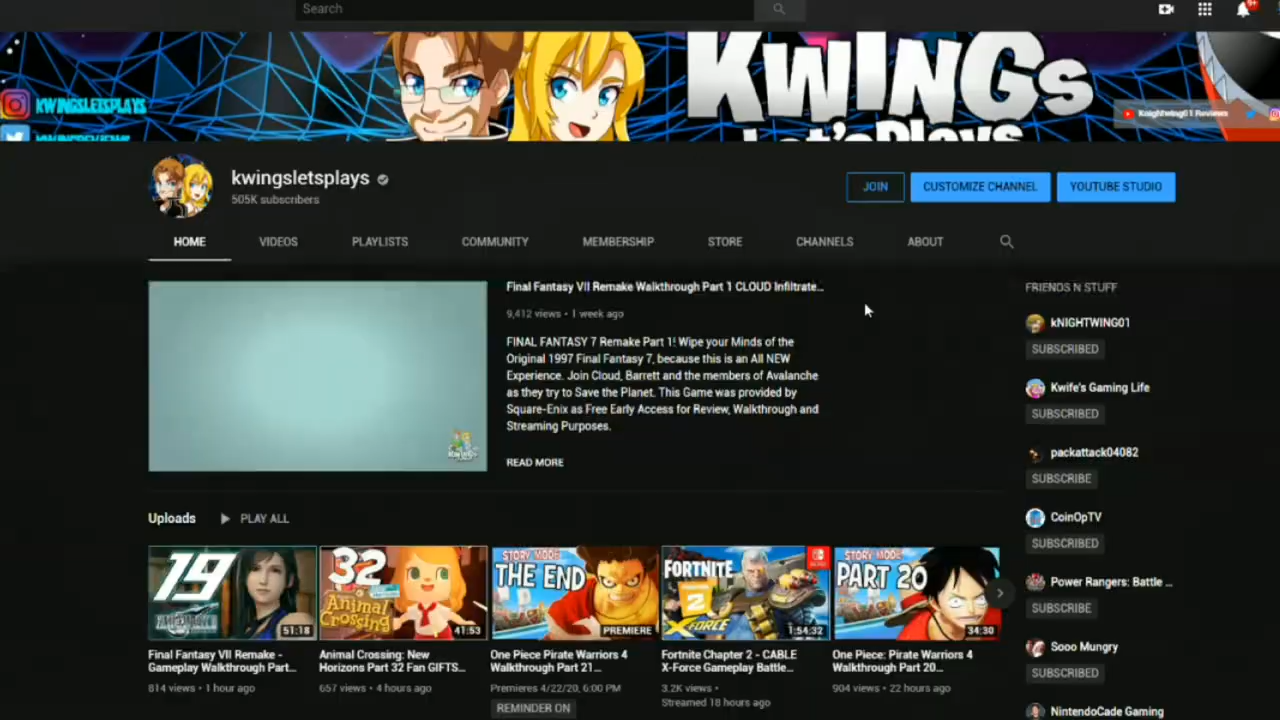 Search
9+
KWINGs
Let'sPlays
KWINGSLETSPLAYS
KWINGREVIEWS
Knightwing01 Reviews
kwingsletsplays
505K subscribers
JOIN
CUSTOMIZE CHANNEL
YOUTUBE STUDIO
HOME
VIDEOS
PLAYLISTS
COMMUNITY
MEMBERSHIP
STORE
CHANNELS
ABOUT
Final Fantasy VII Remake Walkthrough Part 1 CLOUD Infiltrate...
9,412 views • 1 week ago
FINAL FANTASY 7 Remake Part 1! Wipe your Minds of the
Original 1997 Final Fantasy 7, because this is an All NEW
Experience. Join Cloud, Barrett and the members of Avalanche
as they try to Save the Planet. This Game was provided by
Square-Enix as Free Early Access for Review, Walkthrough and
Streaming Purposes.
READ MORE
KWINGS
FRIENDS N STUFF
kNIGHTWING01
SUBSCRIBED
Kwife's Gaming Life
SUBSCRIBED
packattack04082
SUBSCRIBE
CoinOpTV
SUBSCRIBED
Power Rangers: Battle ...
SUBSCRIBE
Sooo Mungry
SUBSCRIBED
NintendoCade Gaming
Uploads
PLAY ALL
19
51:18
Final Fantasy VII Remake -
Gameplay Walkthrough Part...
814 views • 1 hour ago
32
Animal
Crossing
41:53
Animal Crossing: New
Horizons Part 32 Fan GIFTS...
657 views • 4 hours ago
STORY MODE
THE END
PREMIERE
One Piece Pirate Warriors 4
Walkthrough Part 21...
Premieres 4/22/20, 6:00 PM
REMINDER ON
FORTNITE
2
X-FORCE
1:54:32
Fortnite Chapter 2 - CABLE
X-Force Gameplay Battle...
3.2K views •
Streamed 18 hours ago
STORY MODE
PART 20
34:30
One Piece: Pirate Warriors 4
Walkthrough Part 20...
904 views • 22 hours ago